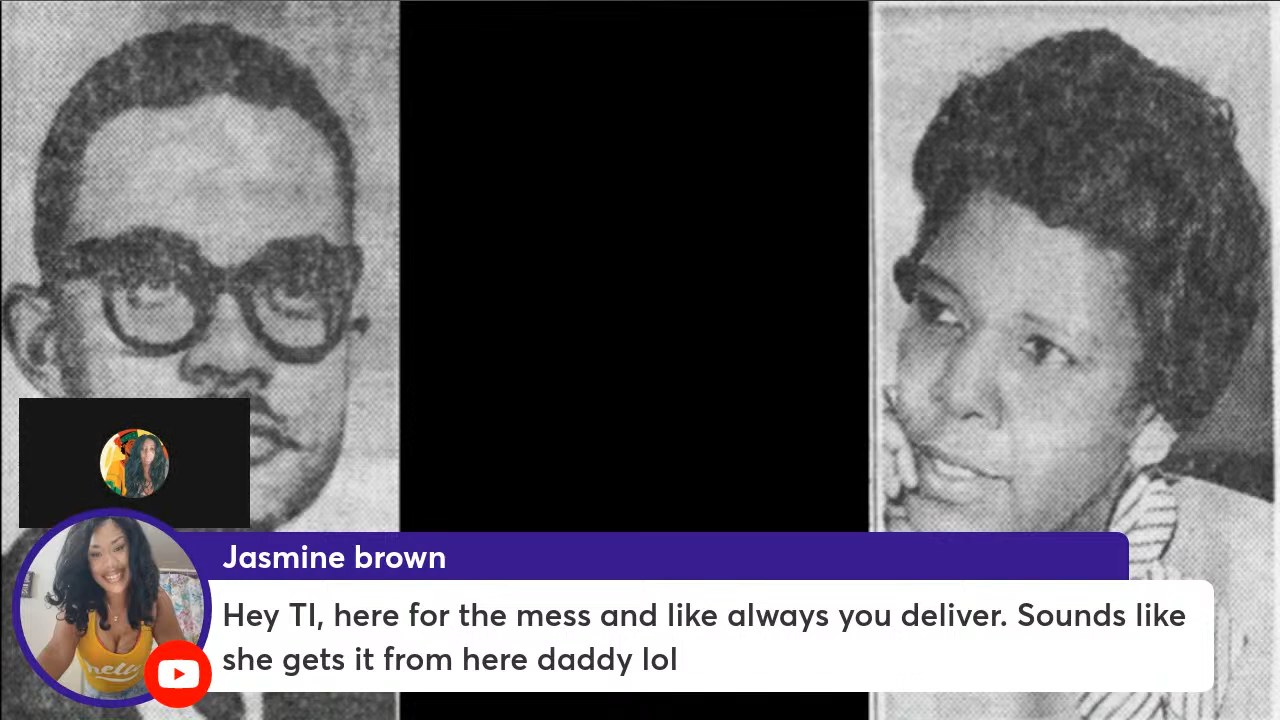 Jasmine brown
Hey TI, here for the mess and like always you deliver. Sounds like
she gets it from here daddy lol
hello